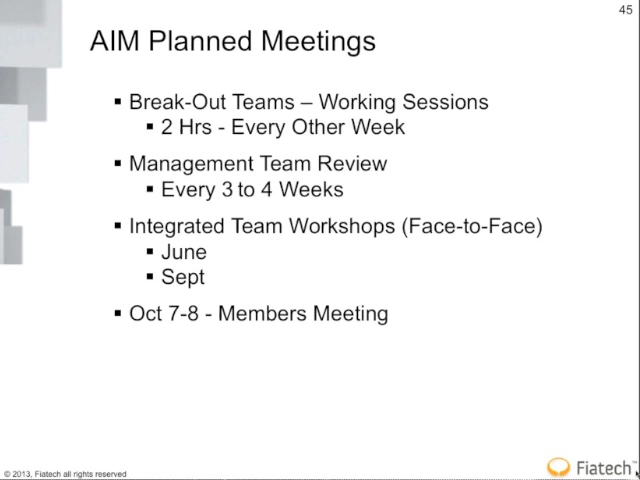 45
AIM Planned Meetings
▪ Break-Out Teams – Working Sessions
▪ 2 Hrs - Every Other Week
▪ Management Team Review
▪ Every 3 to 4 Weeks
▪ Integrated Team Workshops (Face-to-Face)
▪ June
▪ Sept
▪ Oct 7-8 - Members Meeting
© 2013, Fiatech all rights reserved
Fiatech™